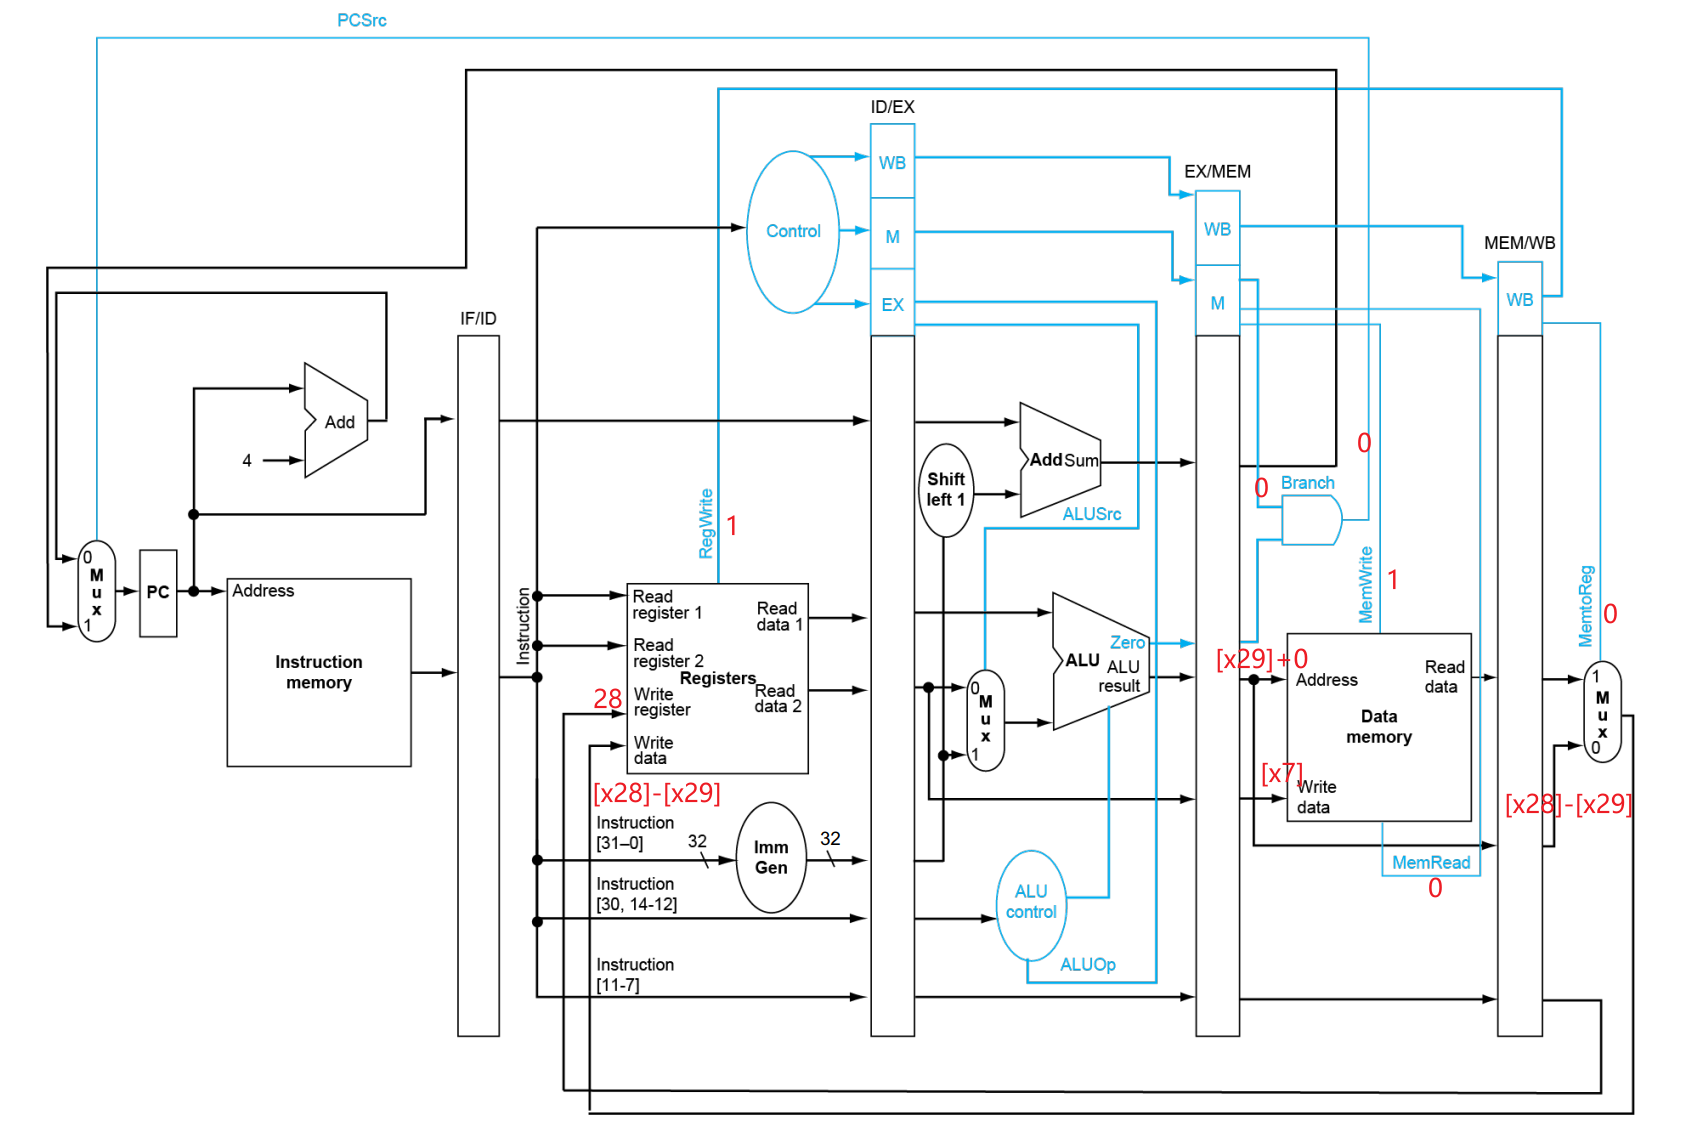 PCSrc
ID/EX
WB
EX/MEM
Control
M
WB
MEM/WB
EX
M
WB
IF/ID
Add
4
Add Sum
0
Shift
left 1
0
Branch
ALUSrc
RegWrite
1
0
M
u
x
1
PC
Address
Instruction
memory
Instruction
Read
register 1
Read
data 1
Read
register 2
Registers
28
Write
register
Read
data 2
Write
data
[x28]-[x29]
Zero
ALU
ALU
result
0
M
u
x
1
MemWrite
1
MemtoReg
0
[x29]+0
Address
Read
data
Data
memory
[x7]
Write
data
1
M
u
x
0
[x28]-[x29]
MemRead
0
Instruction
[31–0]
32
Imm
Gen
32
Instruction
[30, 14-12]
ALU
control
Instruction
[11-7]
ALUOp